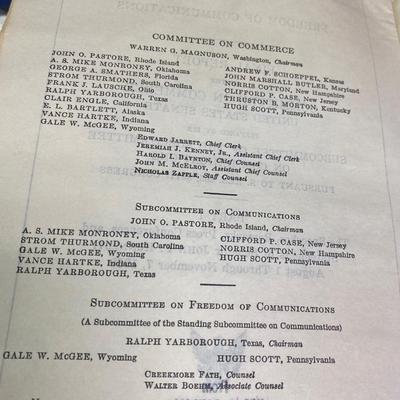 COMMITTEE ON COMMERCE
WARREN G. MAGNUSON, Washington, Chairman
JOHN O. PASTORE, Rhode Island
A. S. MIKE MONRONEY, Oklahoma
GEORGE A. SMATHERS, Florida
STROM THURMOND, South Carolina
FRANK J. LAUSCHE, Ohio
RALPH YARBOROUGH, Texas
CLAIR ENGLE, California
E. L. BARTLETT, Alaska
VANCE HARTKE, Indiana
GALE W. McGEE, Wyoming
ANDREW F. SCHOEPPEL, Kansas
JOHN MARSHALL BUTLER, Maryland
NORRIS COTTON, New Hampshire
CLIFFORD P. CASE, New Jersey
THRUSTON B. MORTON, Kentucky
HUGH SCOTT, Pennsylvania
EDWARD JARRETT, Chief Clerk
JEREMIAH J. KENNEY, Jr., Assistant Chief Clerk
HAROLD I. BAYNTON, Chief Counsel
JOHN M. McELROY, Assistant Chief Counsel
NICHOLAS ZAPPLE, Staff Counsel
SUBCOMMITTEE ON COMMUNICATIONS
JOHN O. PASTORE, Rhode Island, Chairman
A. S. MIKE MONRONEY, Oklahoma
STROM THURMOND, South Carolina
GALE W. McGEE, Wyoming
VANCE HARTKE, Indiana
RALPH YARBOROUGH, Texas
CLIFFORD P. CASE, New Jersey
NORRIS COTTON, New Hampshire
HUGH SCOTT, Pennsylvania
SUBCOMMITTEE ON FREEDOM OF COMMUNICATIONS
(A Subcommittee of the Standing Subcommittee on Communications)
RALPH YARBOROUGH, Texas, Chairman
GALE W. McGEE, Wyoming
HUGH SCOTT, Pennsylvania
CREEKMORE FATH, Counsel
WALTER BOEHM, Associate Counsel